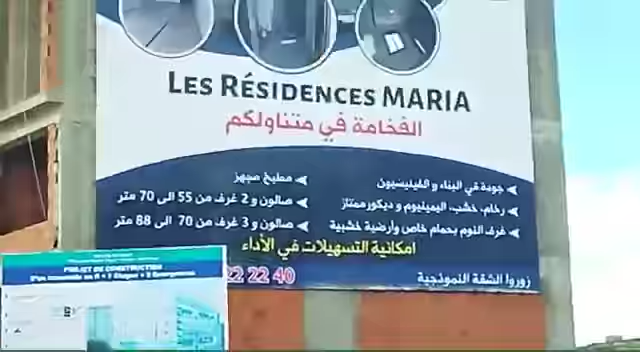 LES RÉSIDENCES MARIA
الفخامة في متناولكم
جودة في البناء و الفينيسيون
رخام، خشب، اليمينيوم و ديكور ممتاز
غرف النوم بحمام خاص وأرضية خشبية
مطبخ مجهز
صالون و 2 غرف من 55 الى 70 متر
صالون و 3 غرف من 70 الى 88 متر
امكانية التسهيلات في الأداء
زوروا الشقة النموذجية
22 22 40
PROJET DE CONSTRUCTION